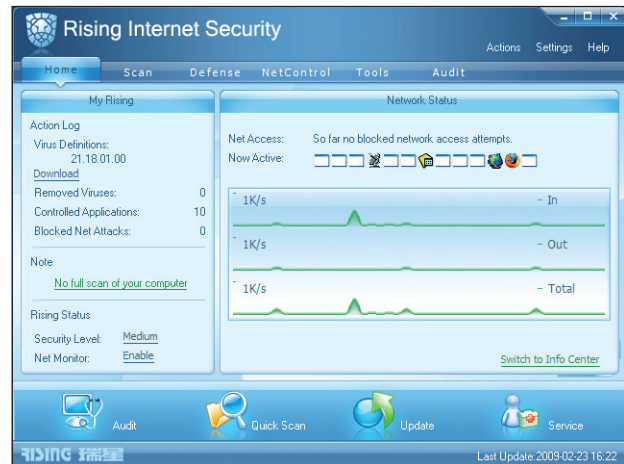 Rising Internet Security
Actions Settings Help
Home Scan Defense NetControl Tools Audit
My Rising
Action Log
Virus Definitions:
21.18.01.00
Download
Removed Viruses: 0
Controlled Applications: 10
Blocked Net Attacks: 0
Note
No full scan of your computer
Rising Status
Security Level: Medium
Net Monitor: Enable
Network Status
Net Access: So far no blocked network access attempts.
Now Active:
1K/s - In
1K/s - Out
1K/s - Total
Switch to Info Center
Audit Quick Scan Update Service
RISING 瑞星
Last Update:2009-02-23 16:22